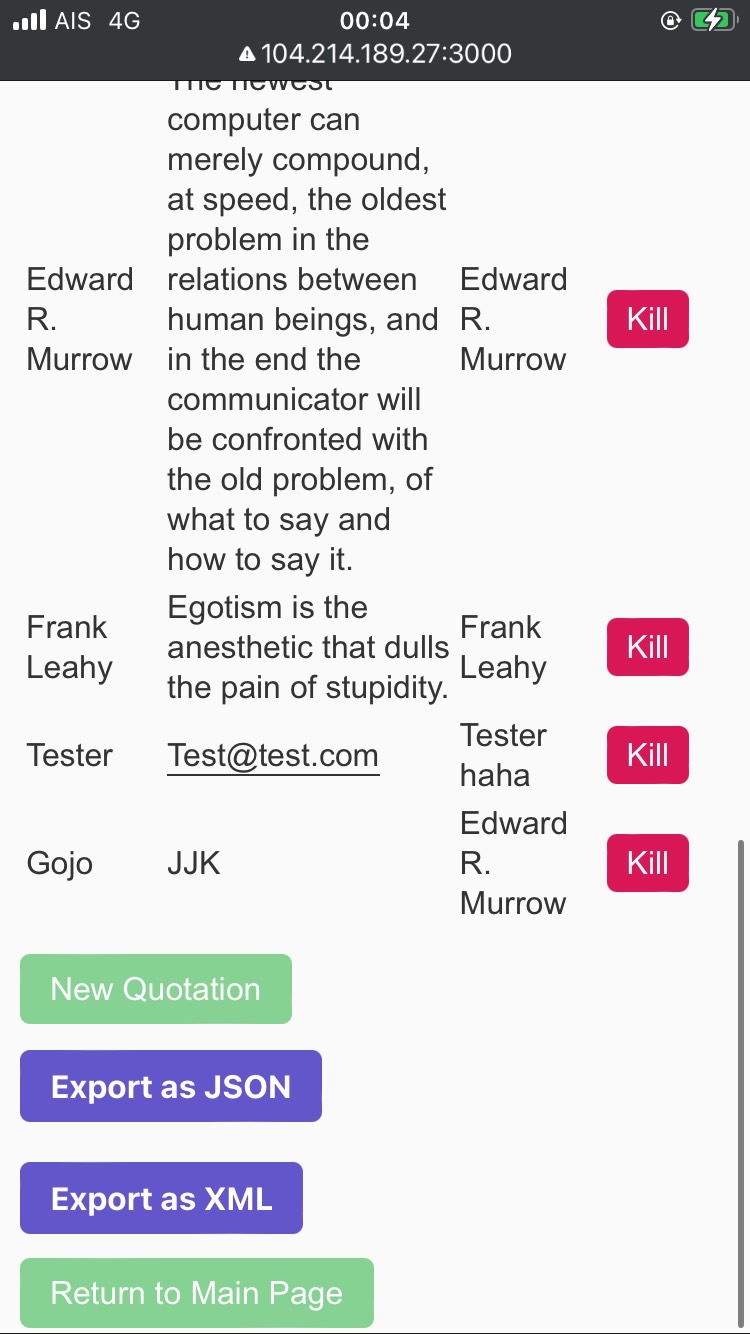 AIS 4G 00:04
104.214.189.27:3000
The newest
computer can
merely compound,
at speed, the oldest
problem in the
Edward relations between Edward
R. human beings, and R. Kill
Murrow in the end the Murrow
communicator will
be confronted with
the old problem, of
what to say and
how to say it.
Egotism is the
Frank Leahy anesthetic that dulls Frank Leahy Kill
the pain of stupidity.
Tester Test@test.com Tester haha Kill
Gojo JJK Edward R. Murrow Kill
New Quotation
Export as JSON
Export as XML
Return to Main Page